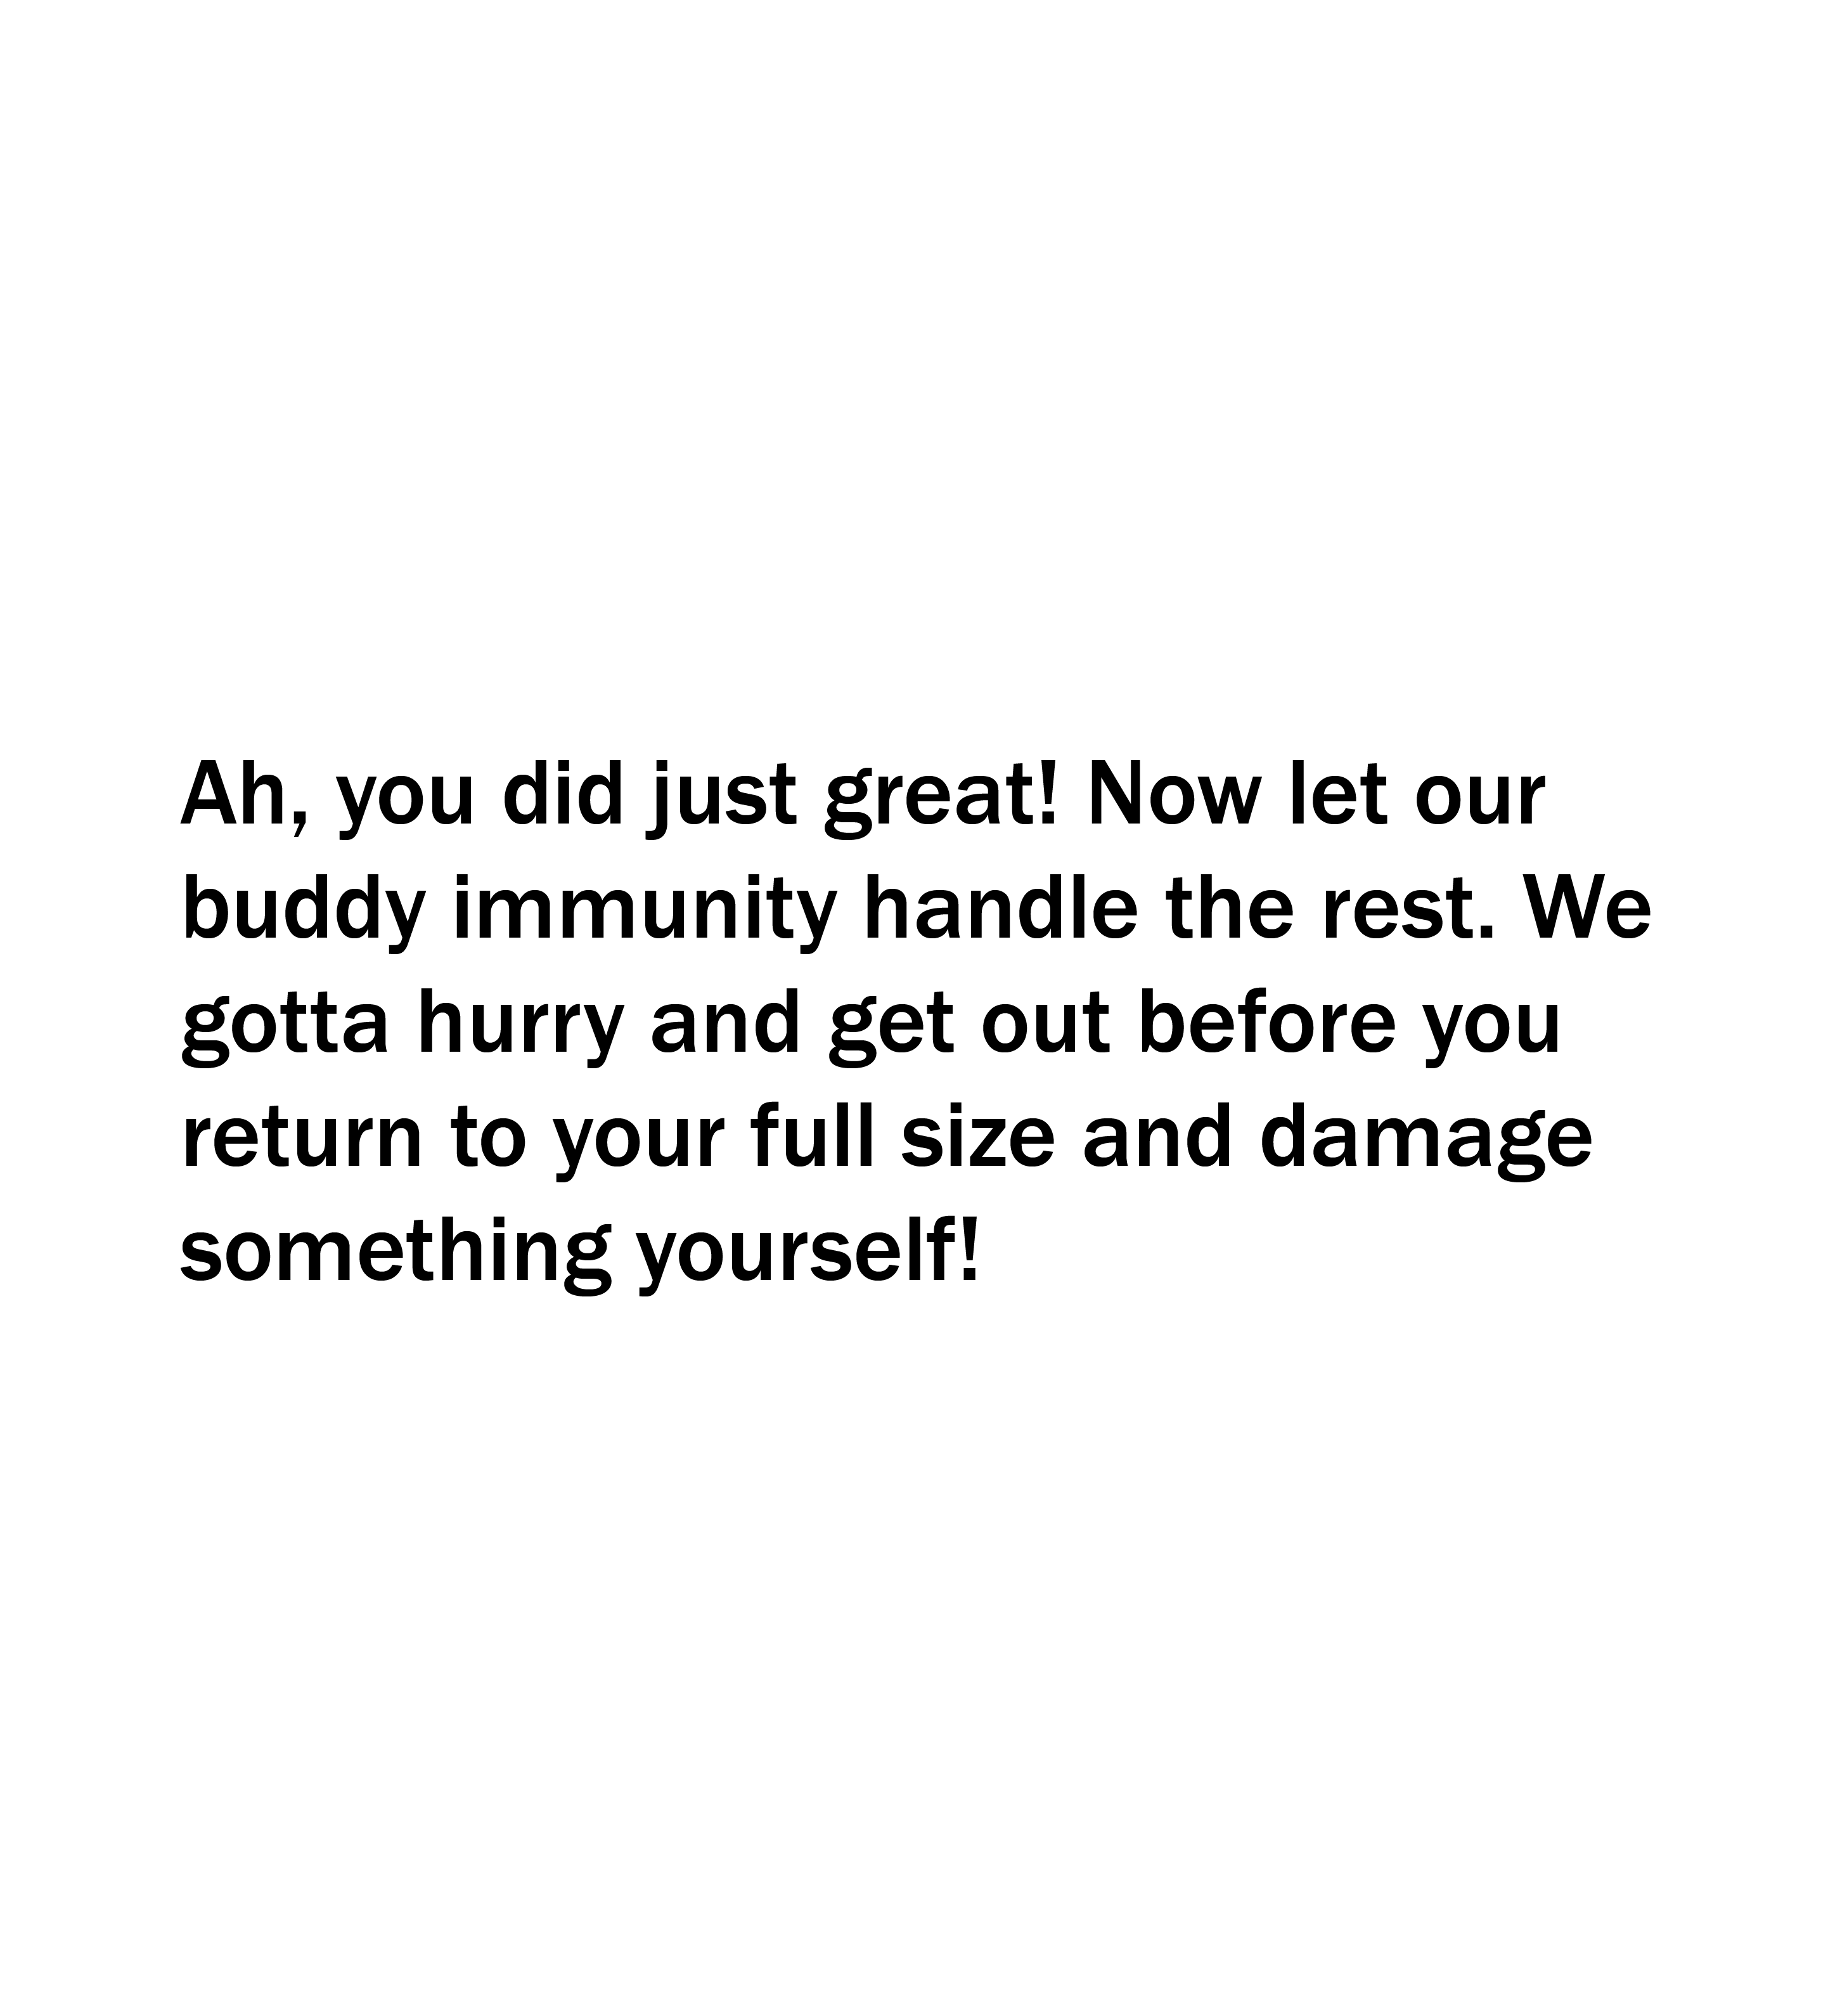 Ah, you did just great! Now let our
buddy immunity handle the rest. We
gotta hurry and get out before you
return to your full size and damage
something yourself!